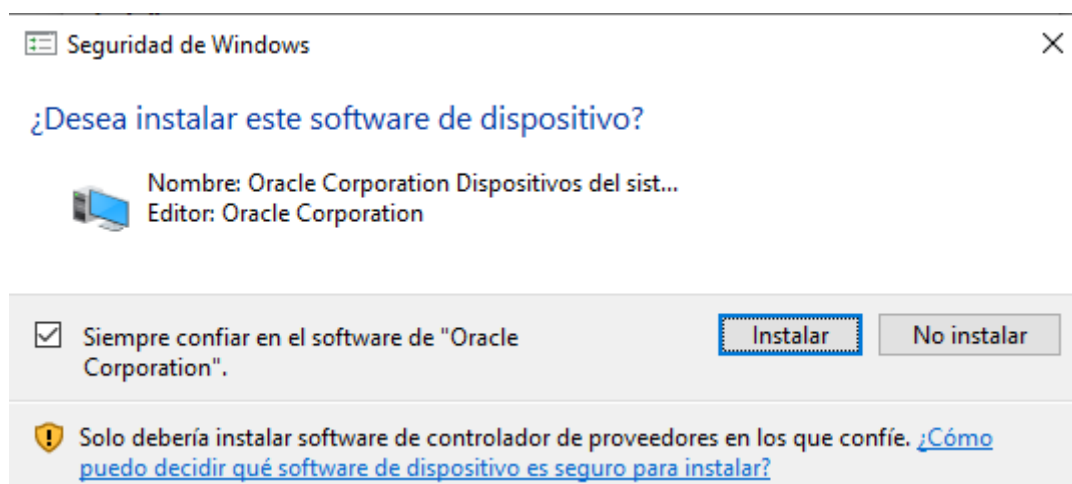 Seguridad de Windows
¿Desea instalar este software de dispositivo?
Nombre: Oracle Corporation Dispositivos del sist...
Editor: Oracle Corporation
Siempre confiar en el software de "Oracle
Corporation".
Instalar
No instalar
Solo debería instalar software de controlador de proveedores en los que confíe. ¿Cómo
puedo decidir qué software de dispositivo es seguro para instalar?